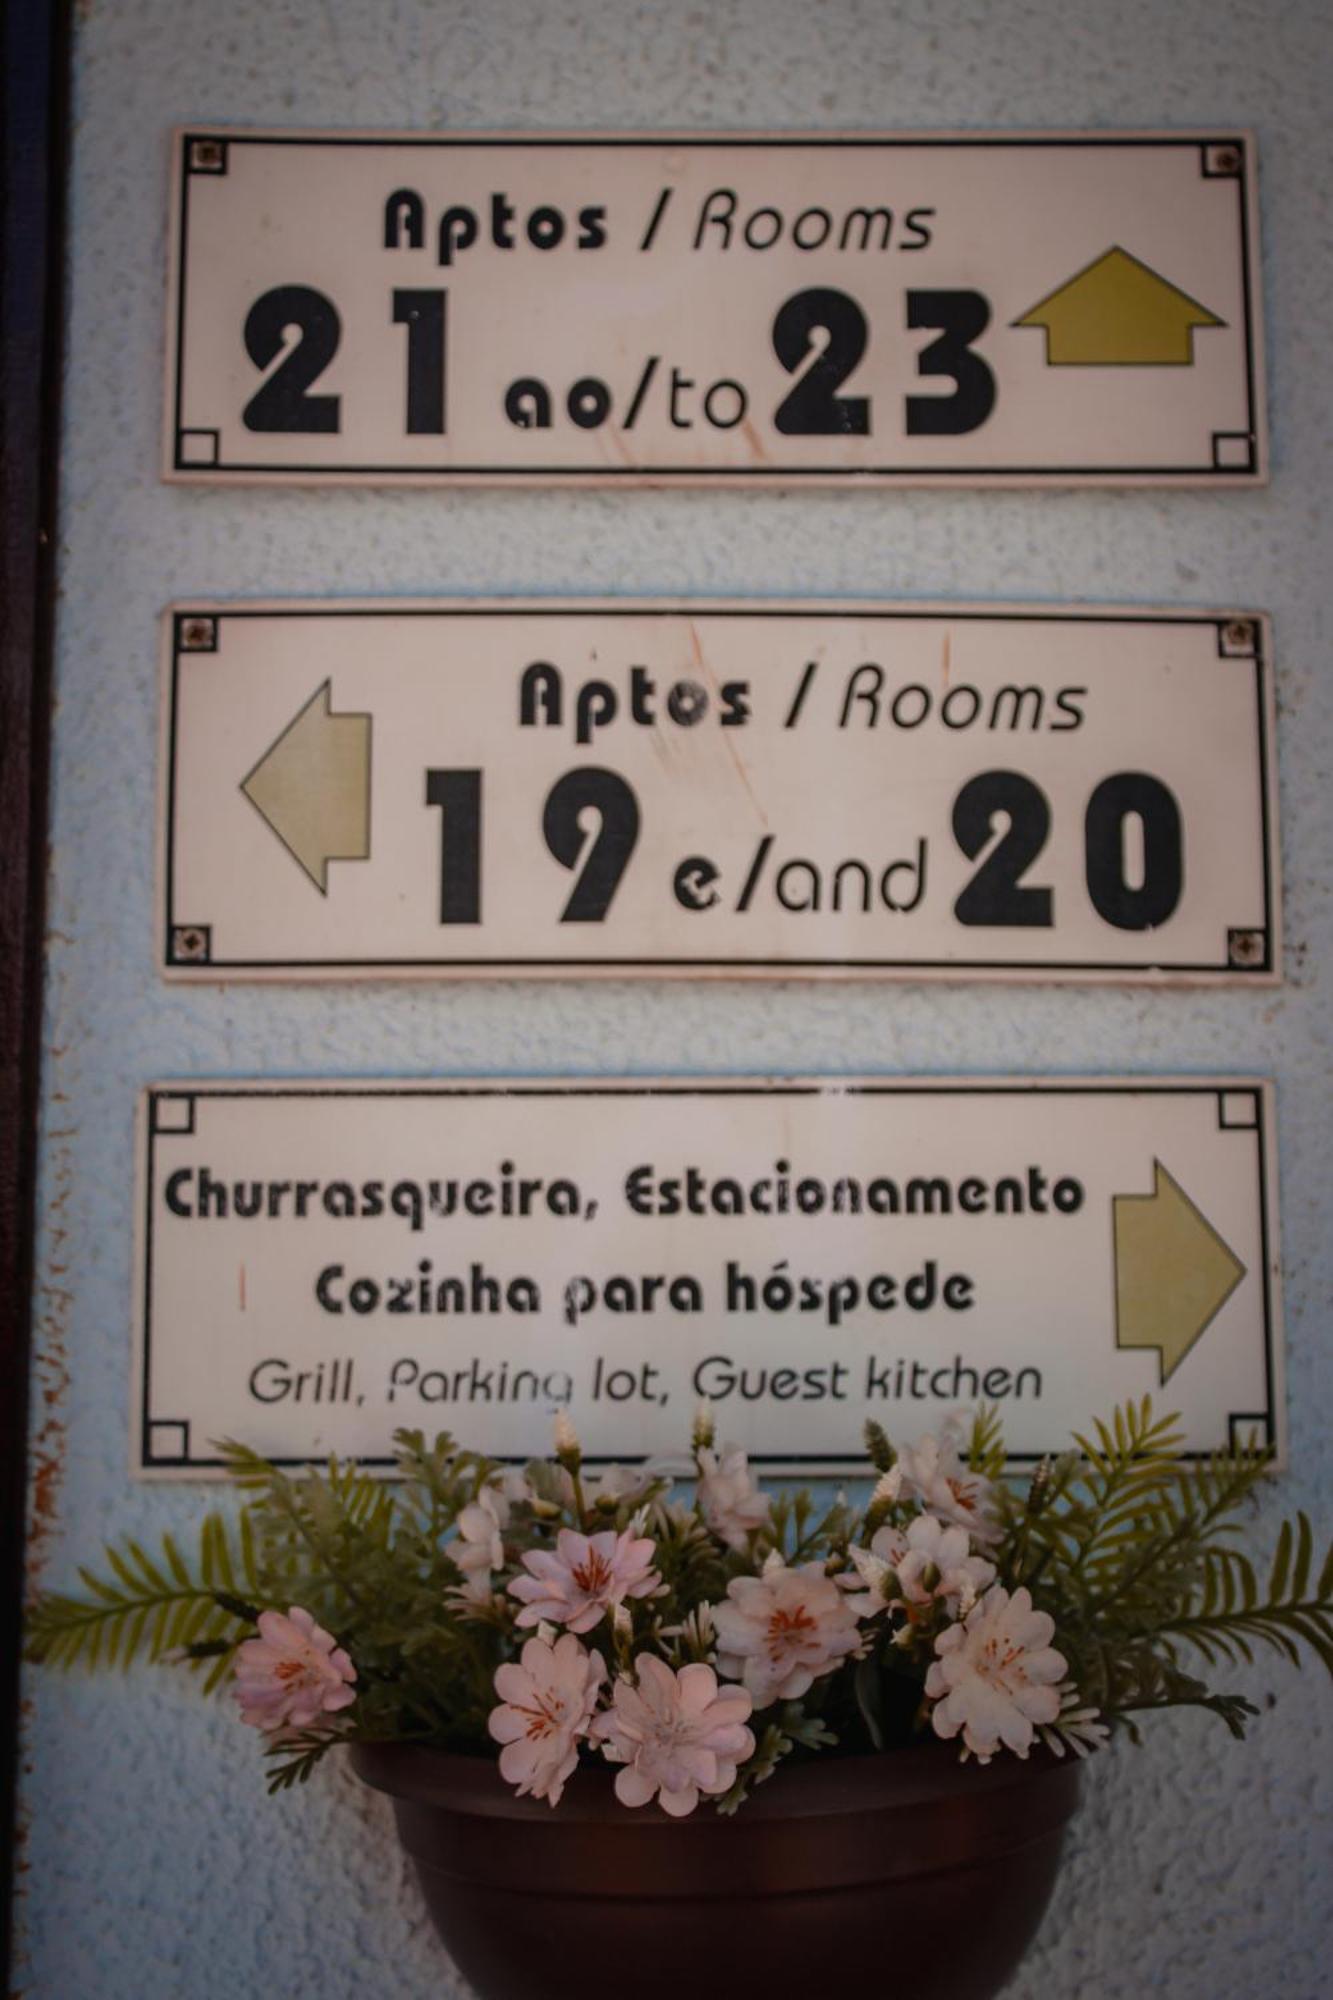 Aptos / Rooms
21 ao/to 23
Aptos / Rooms
19 e/and 20
Churrasqueira, Estacionamento
Cozinha para hóspede
Grill, Parking lot, Guest kitchen